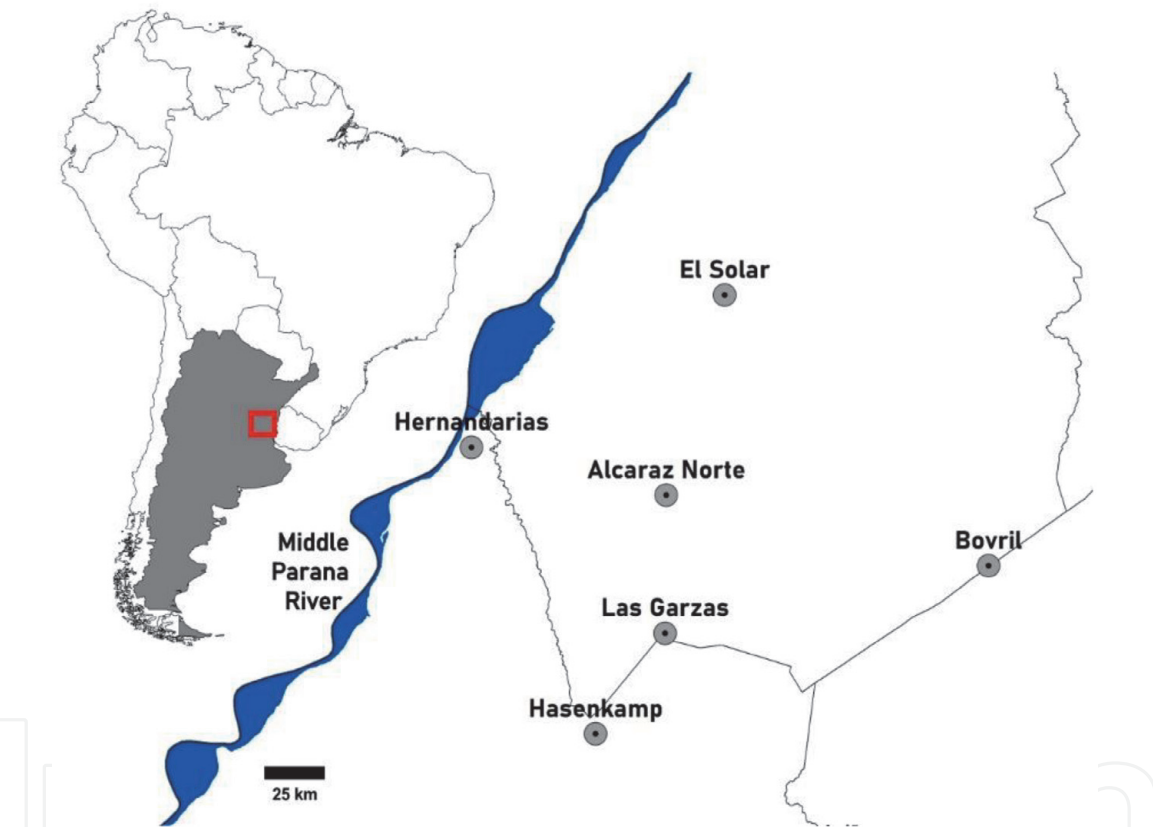 El Solar
Hernandarias
Alcaraz Norte
Middle
Parana
River
Bovril
Las Garzas
Hasenkamp
25 km